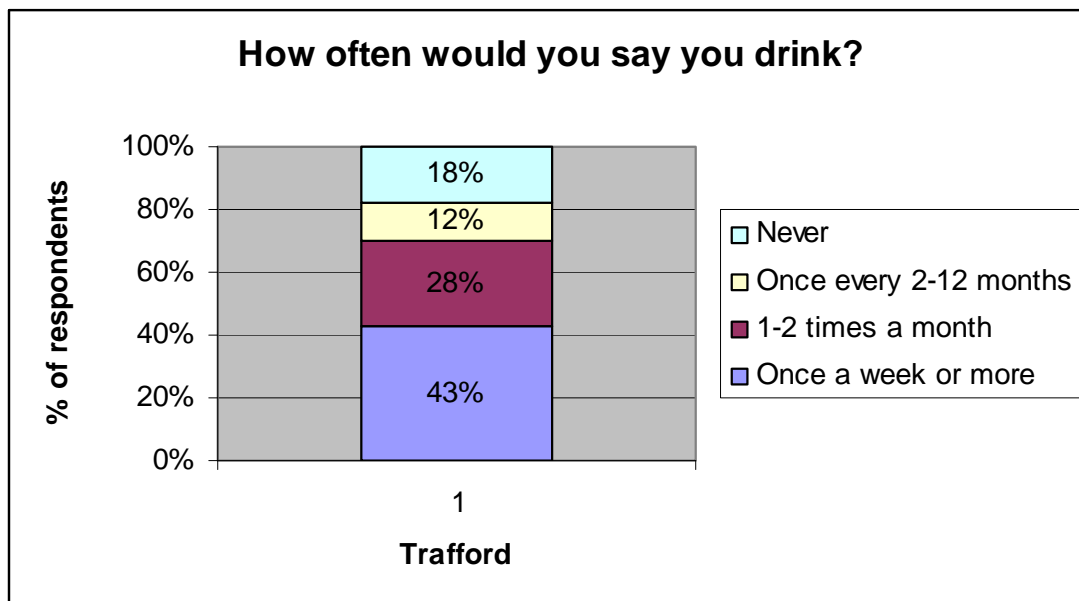 How often would you say you drink?
% of respondents
100%
80%
60%
40%
20%
0%
18%
12%
28%
43%
1
Trafford
Never
Once every 2-12 months
1-2 times a month
Once a week or more